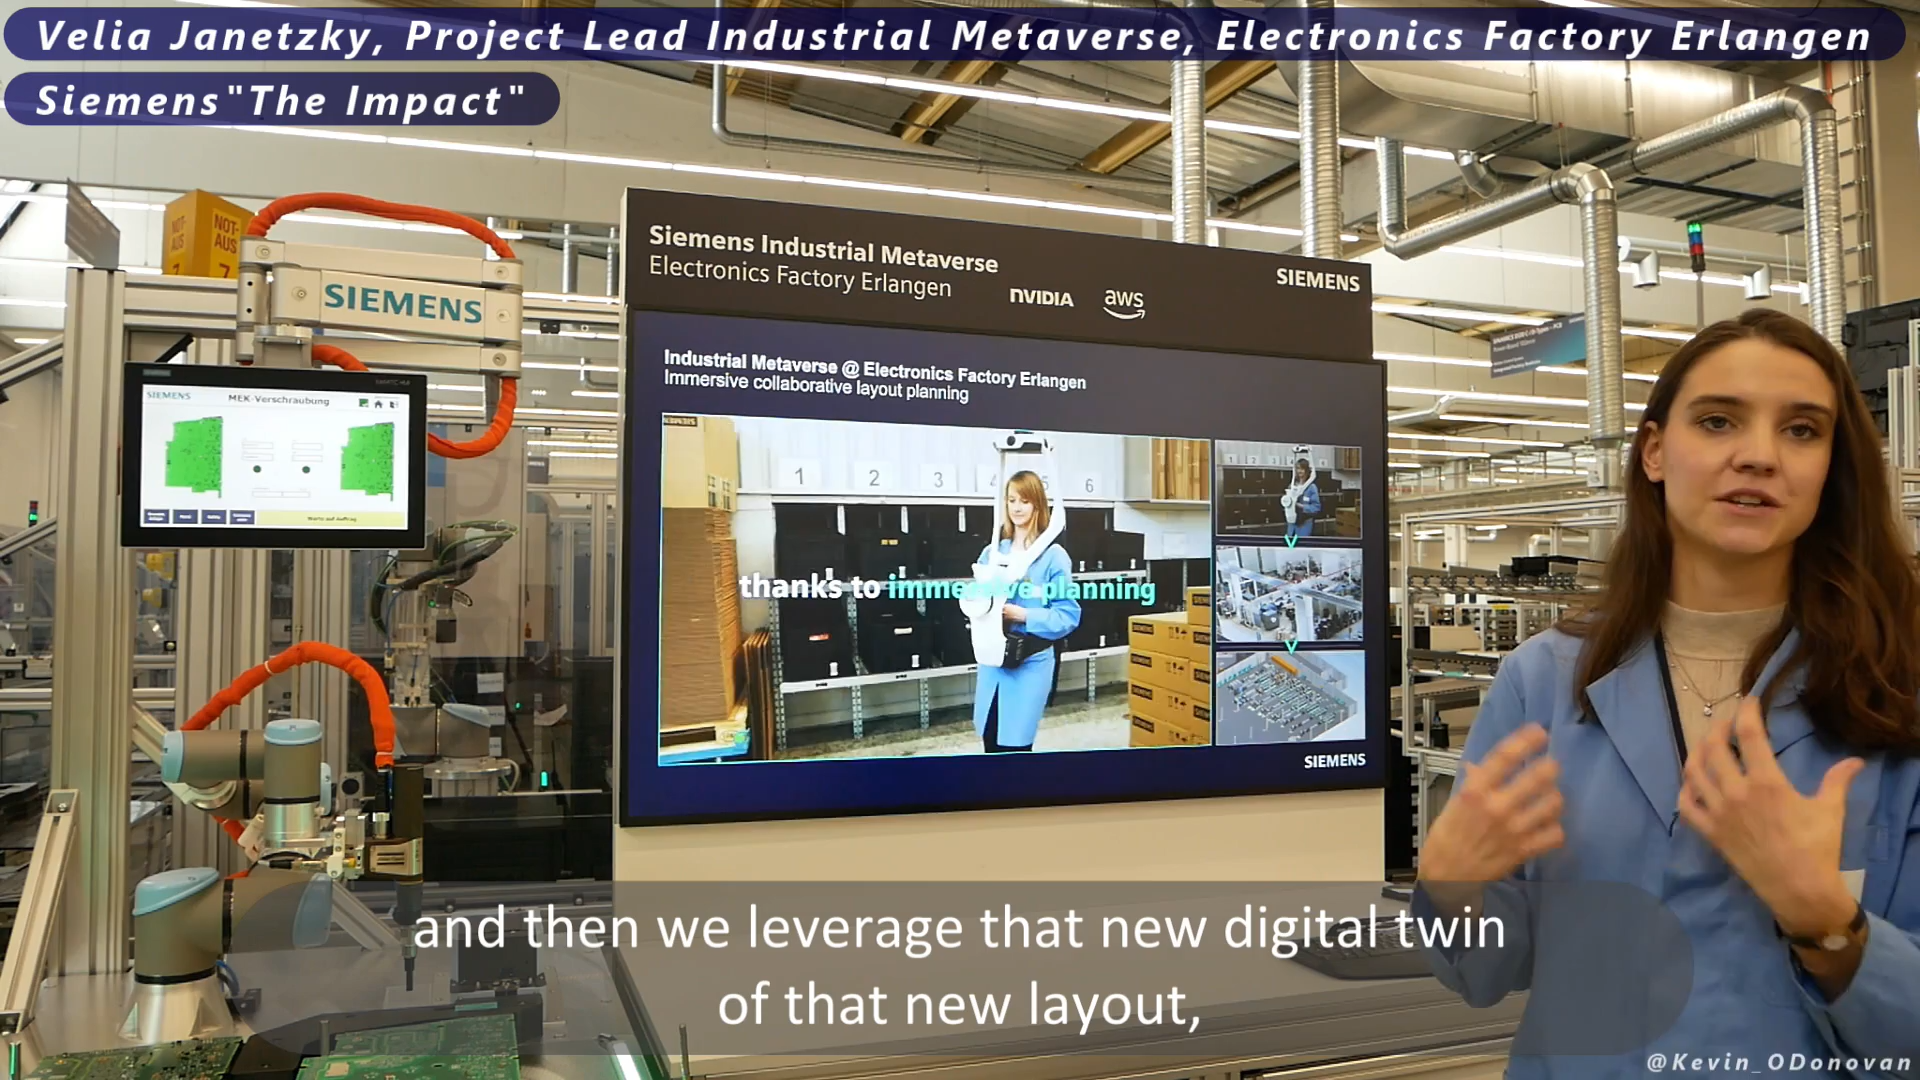 Velia Janetzky, Project Lead Industrial Metaverse, Electronics Factory Erlangen
Siemens "The Impact"
NOT-AUS
NOT-AUS
SIEMENS
SIEMENS
MEK-Verschraubung
Siemens Industrial Metaverse
Electronics Factory Erlangen
NVIDIA
aws
SIEMENS
Industrial Metaverse @ Electronics Factory Erlangen
Immersive collaborative layout planning
1 2 3 4 5 6
thanks to immersive planning
SIEMENS
and then we leverage that new digital twin
of that new layout,
@Kevin_ODonovan